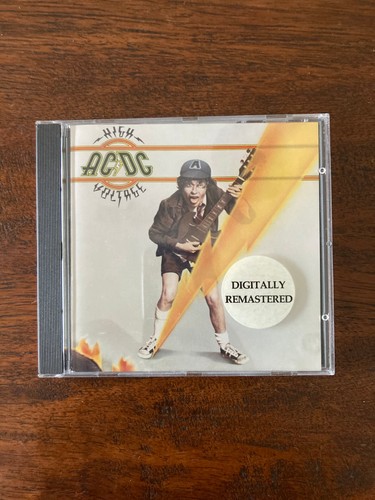 HIGH
AC/DC
VOLTAGE
A
DIGITALLY
REMASTERED